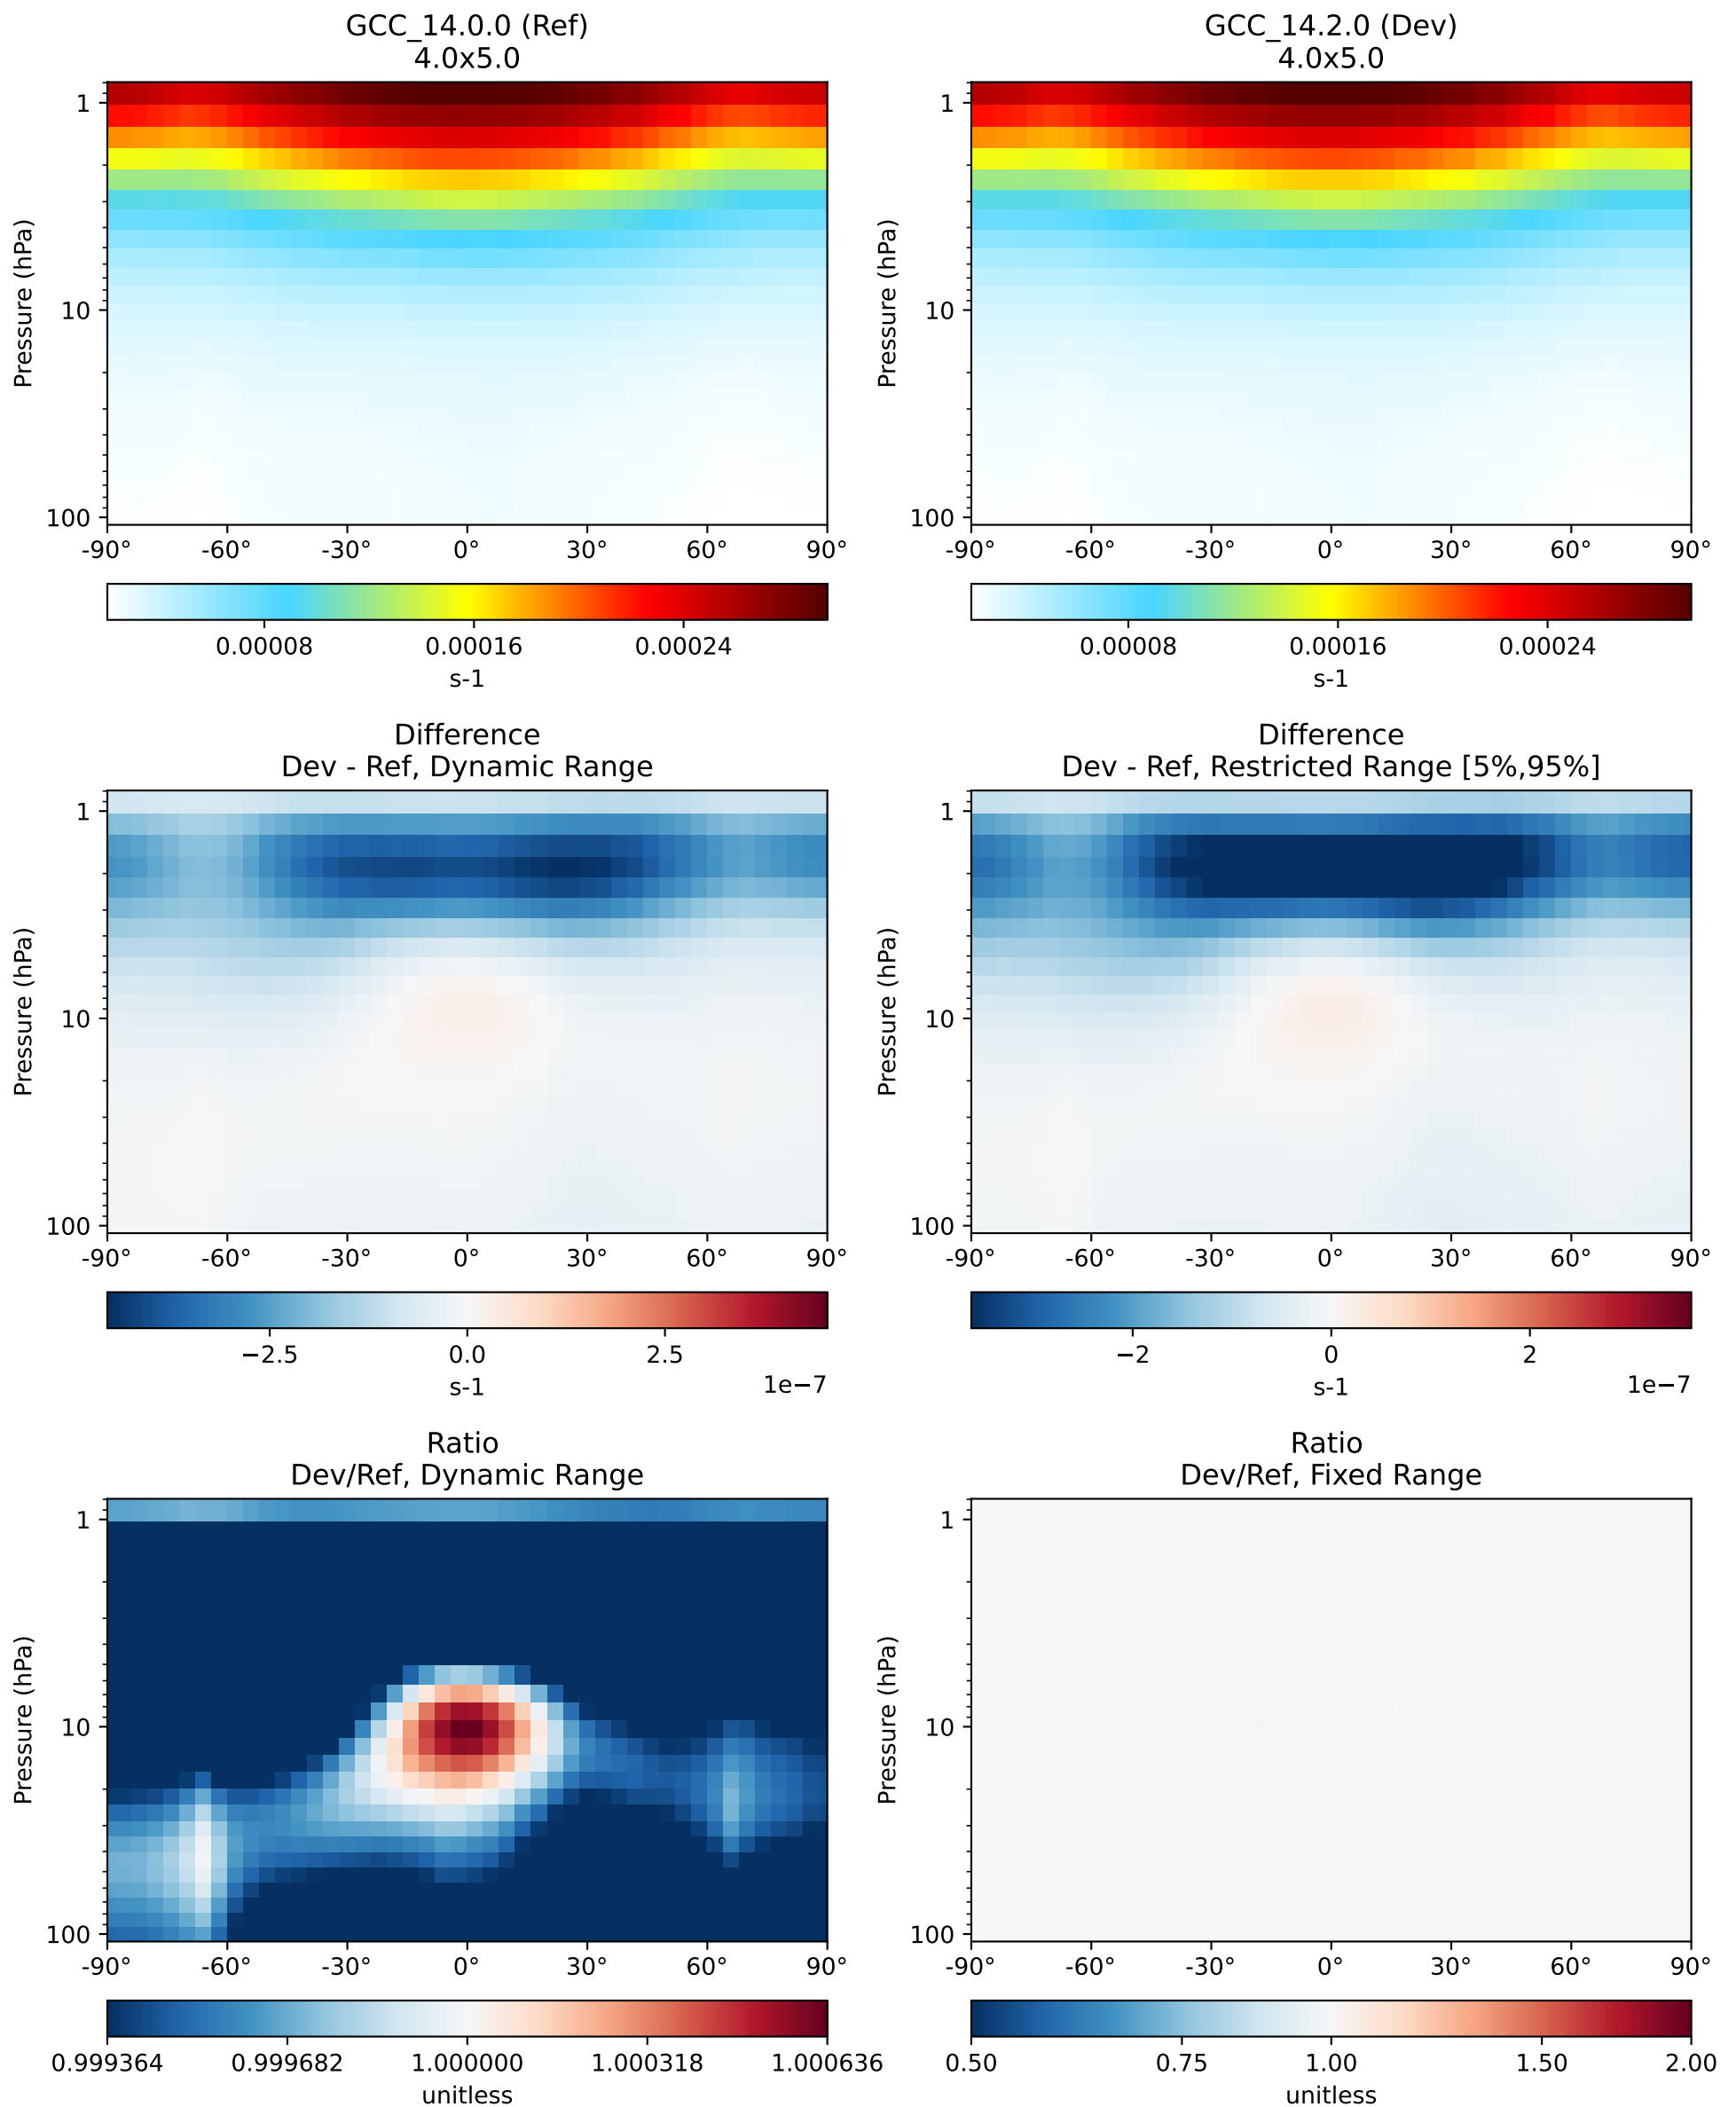 GCC_14.0.0 (Ref)
4.0x5.0
Pressure (hPa)
1
10
100
-90° -60° -30° 0° 30° 60° 90°
0.00008 0.00016 0.00024
s-1
GCC_14.2.0 (Dev)
4.0x5.0
Pressure (hPa)
1
10
100
-90° -60° -30° 0° 30° 60° 90°
0.00008 0.00016 0.00024
s-1
Difference
Dev - Ref, Dynamic Range
Pressure (hPa)
1
10
100
-90° -60° -30° 0° 30° 60° 90°
−2.5 0.0 2.5
s-1
1e−7
Difference
Dev - Ref, Restricted Range [5%,95%]
Pressure (hPa)
1
10
100
-90° -60° -30° 0° 30° 60° 90°
−2 0 2
s-1
1e−7
Ratio
Dev/Ref, Dynamic Range
Pressure (hPa)
1
10
100
-90° -60° -30° 0° 30° 60° 90°
0.999364 0.999682 1.000000 1.000318 1.000636
unitless
Ratio
Dev/Ref, Fixed Range
Pressure (hPa)
1
10
100
-90° -60° -30° 0° 30° 60° 90°
0.50 0.75 1.00 1.50 2.00
unitless